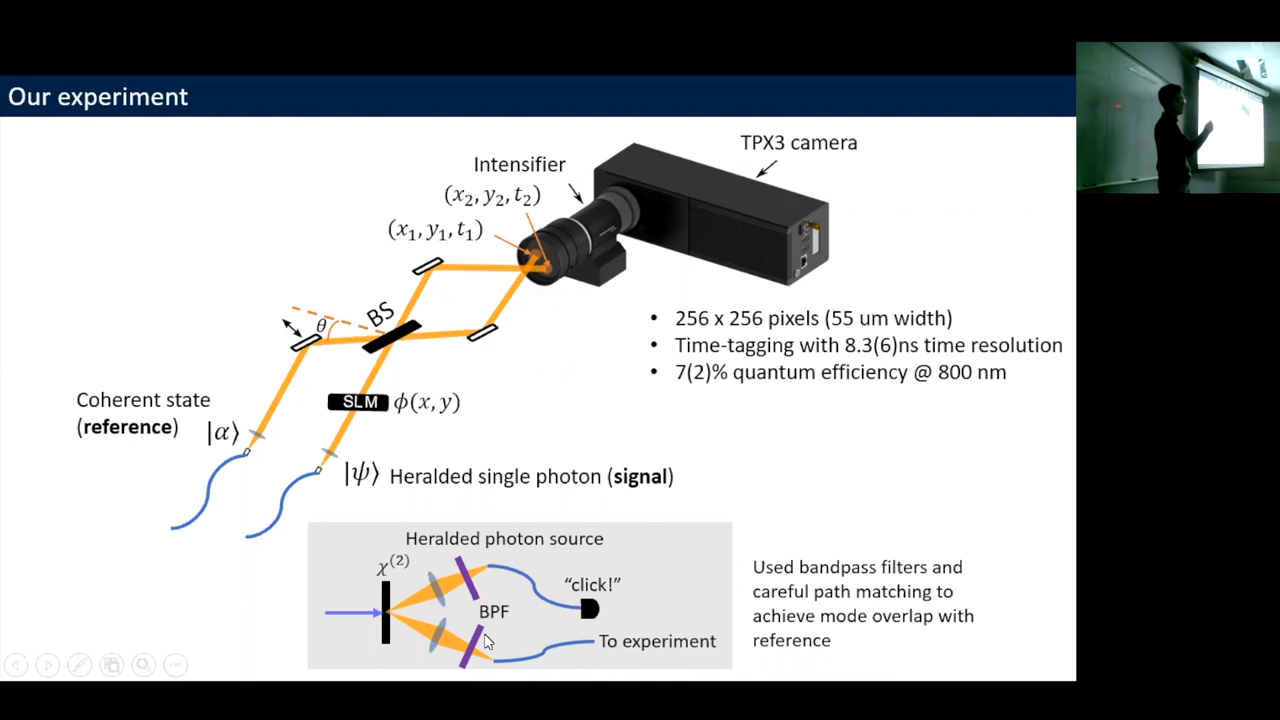 Our experiment
TPX3 camera
Intensifier
(x₂, y₂, t₂)
(x₁, y₁, t₁)
BS
θ
256 x 256 pixels (55 um width)
Time-tagging with 8.3(6)ns time resolution
7(2)% quantum efficiency @ 800 nm
SLM ϕ(x, y)
Coherent state
(reference)
|α⟩
|ψ⟩ Heralded single photon (signal)
Heralded photon source
χ⁽²⁾
“click!”
BPF
To experiment
Used bandpass filters and
careful path matching to
achieve mode overlap with
reference